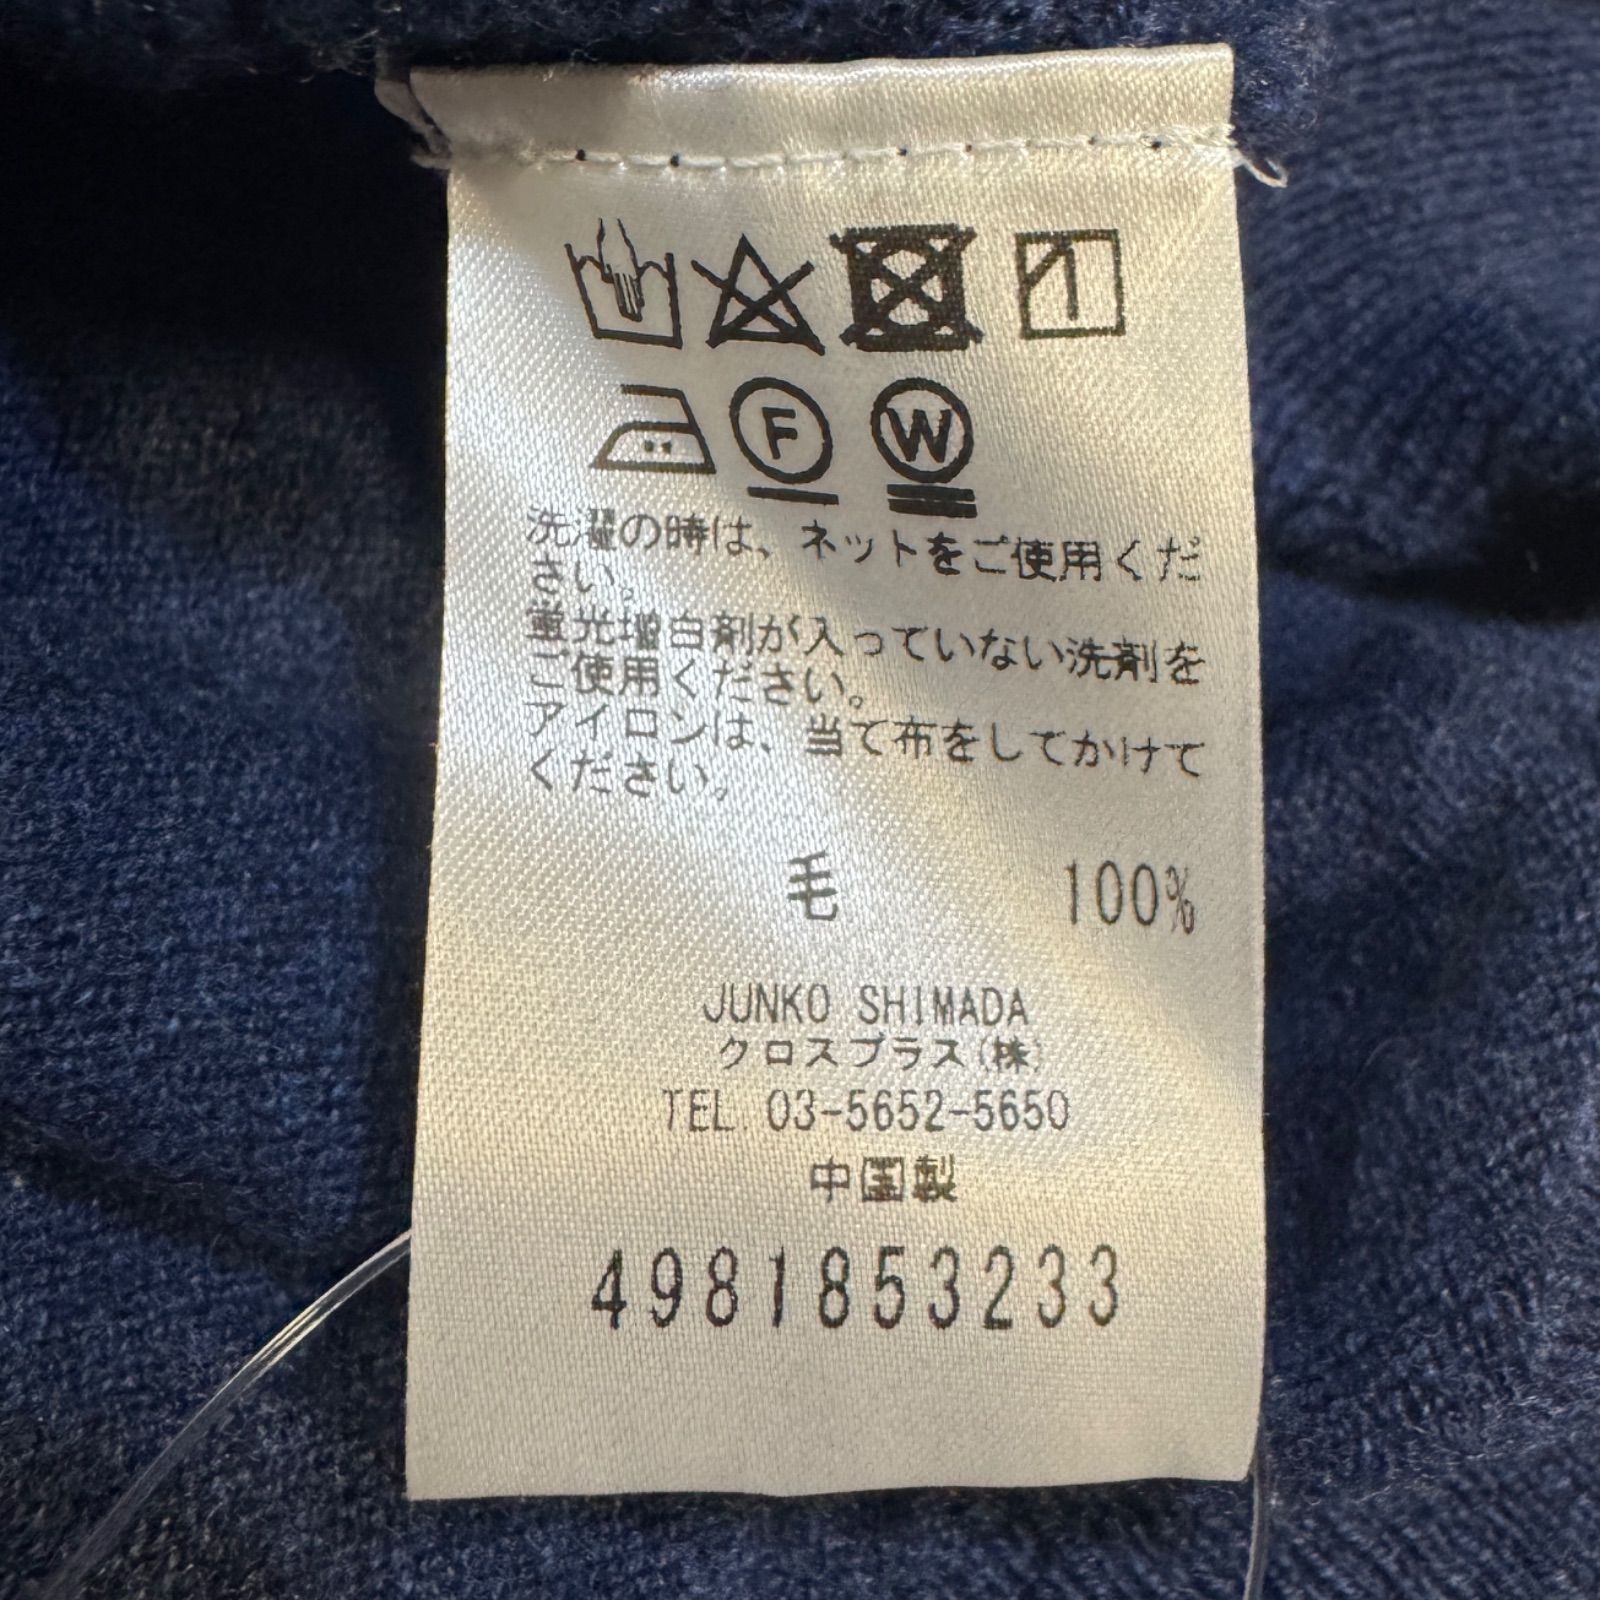 F W
洗濯の時は、ネットをご使用くだ
さい。
蛍光増白剤が入っていない洗剤を
ご使用ください。
アイロンは、当て布をしてかけて
ください。
毛 100%
JUNKO SHIMADA
クロスプラス(株)
TEL. 03-5652-5650
中国製
4981853233